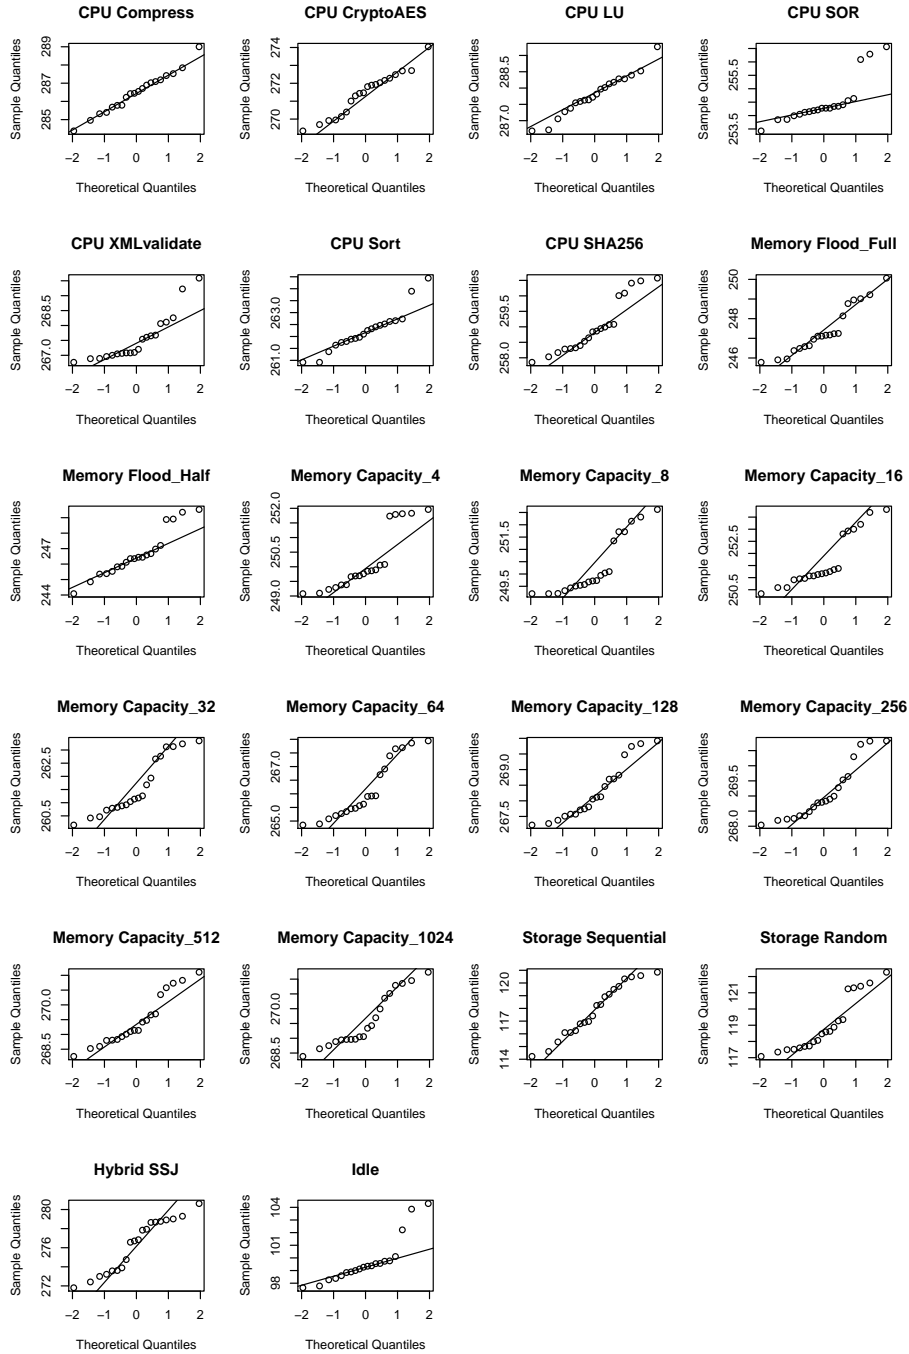 CPU Compress
Sample Quantiles
285 287 289
−2 −1 0 1 2
Theoretical Quantiles
CPU CryptoAES
Sample Quantiles
270 272 274
−2 −1 0 1 2
Theoretical Quantiles
CPU LU
Sample Quantiles
287.0 288.5
−2 −1 0 1 2
Theoretical Quantiles
CPU SOR
Sample Quantiles
253.5 255.5
−2 −1 0 1 2
Theoretical Quantiles
CPU XMLvalidate
Sample Quantiles
267.0 268.5
−2 −1 0 1 2
Theoretical Quantiles
CPU Sort
Sample Quantiles
261.0 263.0
−2 −1 0 1 2
Theoretical Quantiles
CPU SHA256
Sample Quantiles
258.0 259.5
−2 −1 0 1 2
Theoretical Quantiles
Memory Flood_Full
Sample Quantiles
246 248 250
−2 −1 0 1 2
Theoretical Quantiles
Memory Flood_Half
Sample Quantiles
244 247
−2 −1 0 1 2
Theoretical Quantiles
Memory Capacity_4
Sample Quantiles
249.0 250.5 252.0
−2 −1 0 1 2
Theoretical Quantiles
Memory Capacity_8
Sample Quantiles
249.5 251.5
−2 −1 0 1 2
Theoretical Quantiles
Memory Capacity_16
Sample Quantiles
250.5 252.5
−2 −1 0 1 2
Theoretical Quantiles
Memory Capacity_32
Sample Quantiles
260.5 262.5
−2 −1 0 1 2
Theoretical Quantiles
Memory Capacity_64
Sample Quantiles
265.0 267.0
−2 −1 0 1 2
Theoretical Quantiles
Memory Capacity_128
Sample Quantiles
267.5 269.0
−2 −1 0 1 2
Theoretical Quantiles
Memory Capacity_256
Sample Quantiles
268.0 269.5
−2 −1 0 1 2
Theoretical Quantiles
Memory Capacity_512
Sample Quantiles
268.5 270.0
−2 −1 0 1 2
Theoretical Quantiles
Memory Capacity_1024
Sample Quantiles
268.5 270.0
−2 −1 0 1 2
Theoretical Quantiles
Storage Sequential
Sample Quantiles
114 117 120
−2 −1 0 1 2
Theoretical Quantiles
Storage Random
Sample Quantiles
117 119 121
−2 −1 0 1 2
Theoretical Quantiles
Hybrid SSJ
Sample Quantiles
272 276 280
−2 −1 0 1 2
Theoretical Quantiles
Idle
Sample Quantiles
98 101 104
−2 −1 0 1 2
Theoretical Quantiles